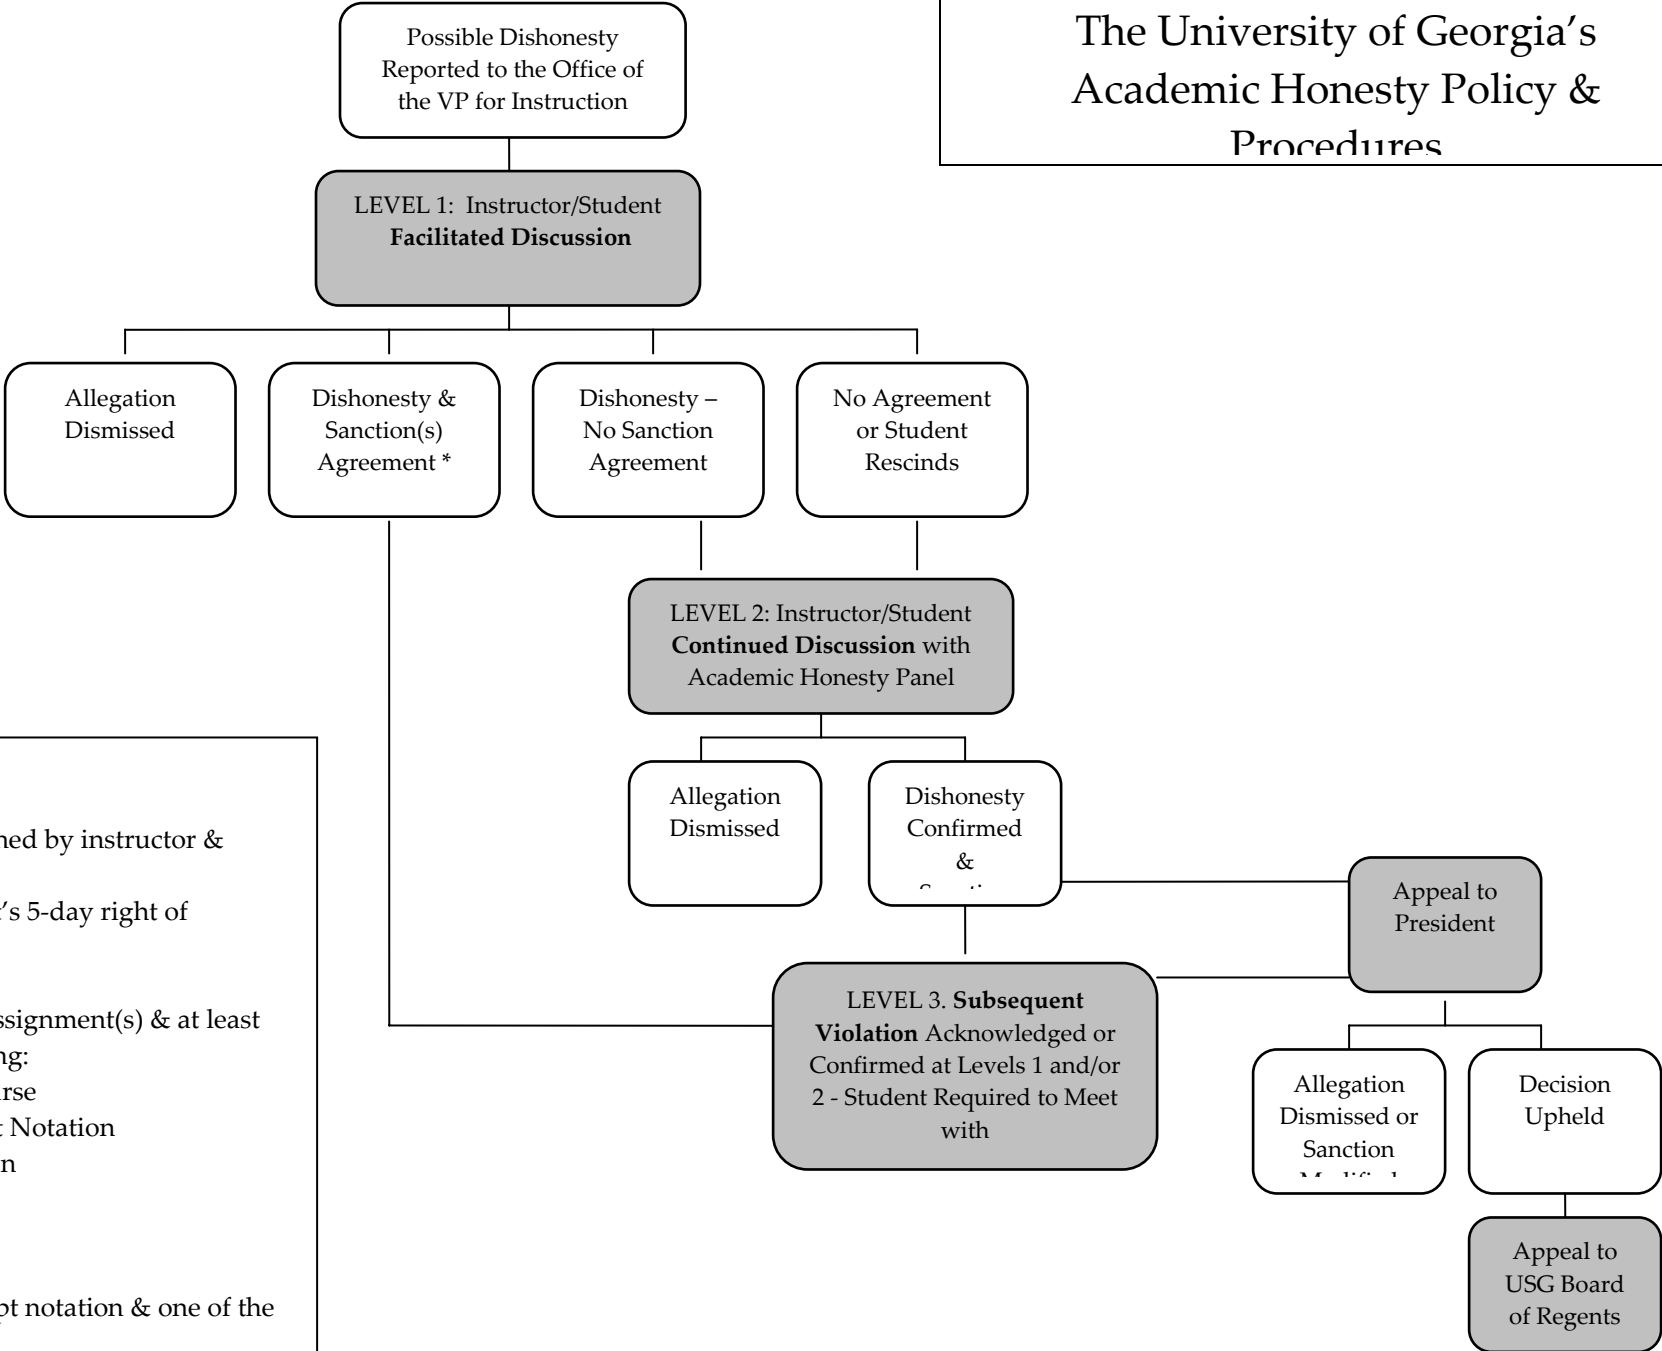 Possible Dishonesty
Reported to the Office of
the VP for Instruction
The University of Georgia’s
Academic Honesty Policy &
Procedures
LEVEL 1: Instructor/Student
Facilitated Discussion
Allegation
Dismissed
Dishonesty &
Sanction(s)
Agreement *
Dishonesty –
No Sanction
Agreement
No Agreement
or Student
Rescinds
LEVEL 2: Instructor/Student
Continued Discussion with
Academic Honesty Panel
Allegation
Dismissed
Dishonesty
Confirmed
&
Appeal to
President
LEVEL 3. Subsequent
Violation Acknowledged or
Confirmed at Levels 1 and/or
2 - Student Required to Meet
with
Allegation
Dismissed or
Sanction
Modified
Decision
Upheld
Appeal to
USG Board
of Regents
by instructor &
5-day right of
& at least
Notation
notation & one of the